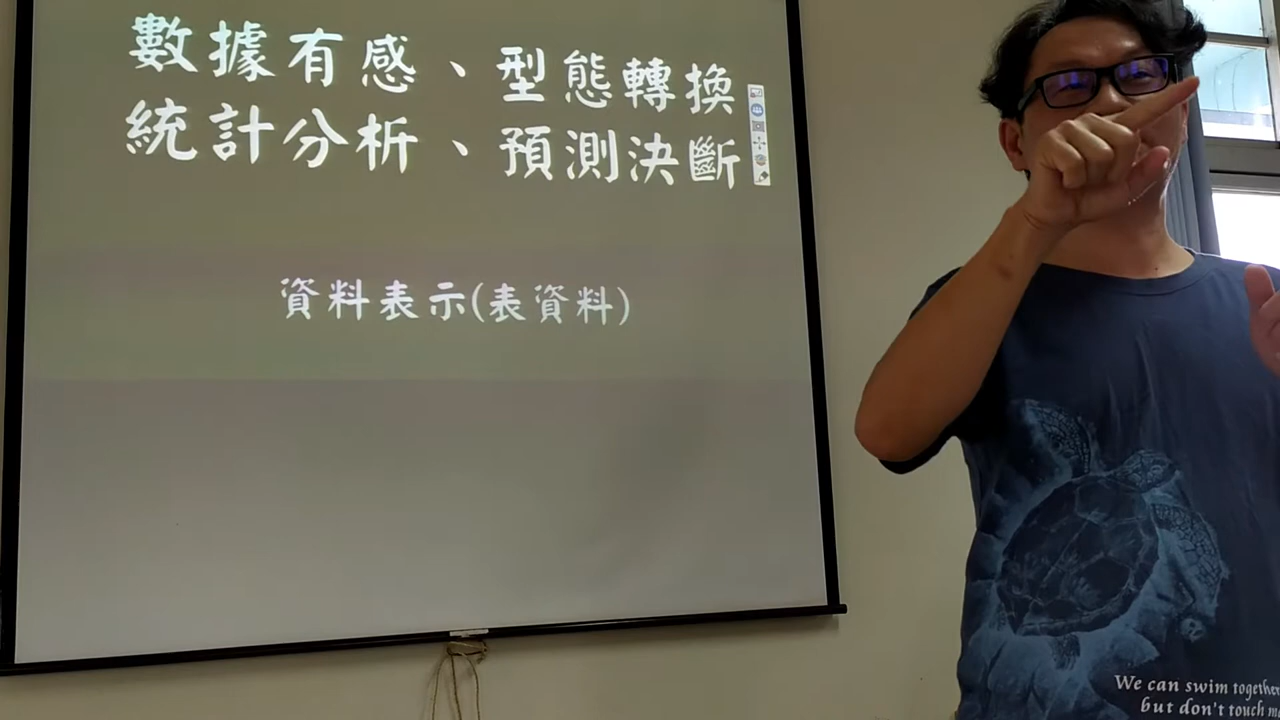 數據有感、型態轉換
統計分析、預測決斷
資料表示(表資料)
We can swim together
but don't touch me